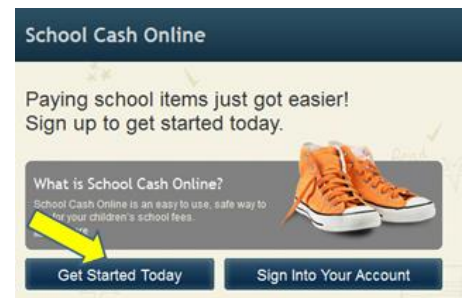 School Cash Online
Paying school items just got easier!
Sign up to get started today.
What is School Cash Online?
School Cash Online is an easy to use, safe way to
for your children's school fees.
Get Started Today
Sign Into Your Account